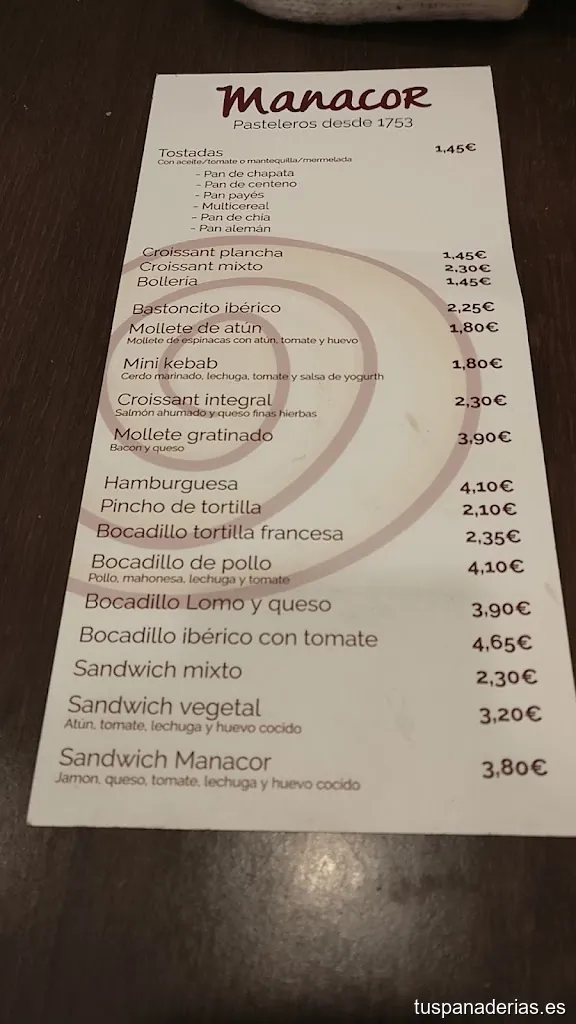 Manacor
Pasteleros desde 1753
Tostadas 1,45€
Con aceite/tomate o mantequilla/mermelada
- Pan de chapata
- Pan de centeno
- Pan payés
- Multicereal
- Pan de chia
- Pan alemán
Croissant plancha 1,45€
Croissant mixto 2,30€
Bollería 1,45€
Bastoncito ibérico 2,25€
Mollete de atún 1,80€
Mollete de espinacas con atún, tomate y huevo
Mini kebab 1,80€
Cerdo marinado, lechuga, tomate y salsa de yogurth
Croissant integral 2,30€
Salmón ahumado y queso finas hierbas
Mollete gratinado 3,90€
Bacon y queso
Hamburguesa 4,10€
Pincho de tortilla 2,10€
Bocadillo tortilla francesa 2,35€
Bocadillo de pollo 4,10€
Pollo, mahonesa, lechuga y tomate
Bocadillo Lomo y queso 3,90€
Bocadillo ibérico con tomate 4,65€
Sandwich mixto 2,30€
Sandwich vegetal 3,20€
Atún, tomate, lechuga y huevo cocido
Sandwich Manacor 3,80€
Jamon, queso, tomate, lechuga y huevo cocido
tuspanaderias.es